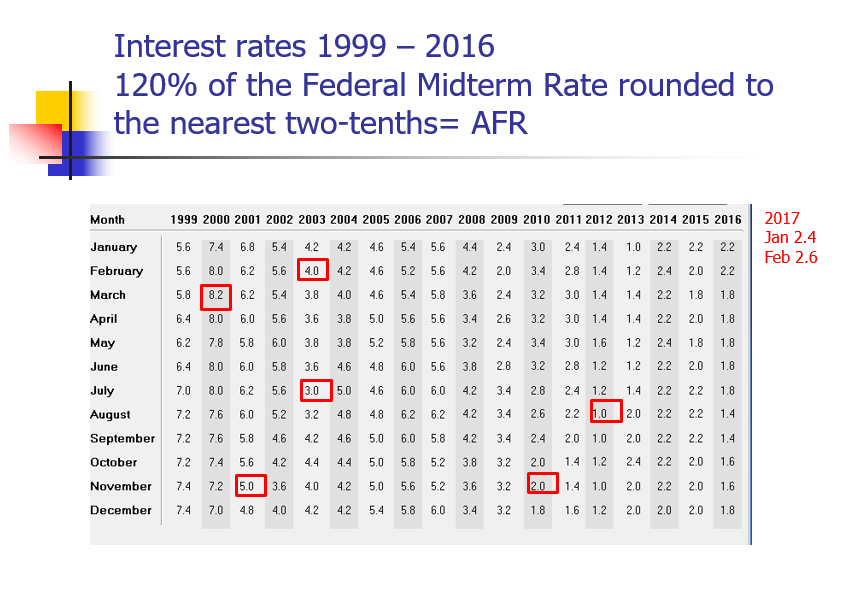 Interest rates 1999 – 2016
120% of the Federal Midterm Rate rounded to
the nearest two-tenths= AFR
Month 1999 2000 2001 2002 2003 2004 2005 2006 2007 2008 2009 2010 2011 2012 2013 2014 2015 2016
January 5.6 7.4 6.8 5.4 4.2 4.2 4.6 5.4 5.6 4.4 2.4 3.0 2.4 1.4 1.0 2.2 2.2 2.2
February 5.6 8.0 6.2 5.6 4.0 4.2 4.6 5.2 5.6 4.2 2.0 3.4 2.8 1.4 1.2 2.4 2.0 2.2
March 5.8 8.2 6.2 5.4 3.8 4.0 4.6 5.4 5.8 3.6 2.4 3.2 3.0 1.4 1.4 2.2 1.8 1.8
April 6.4 8.0 6.0 5.6 3.6 3.8 5.0 5.6 5.6 3.4 2.6 3.2 3.0 1.4 1.4 2.2 2.0 1.8
May 6.2 7.8 5.8 6.0 3.8 3.8 5.2 5.8 5.6 3.2 2.4 3.4 3.0 1.6 1.2 2.4 1.8 1.8
June 6.4 8.0 6.0 5.8 3.6 4.6 4.8 6.0 5.6 3.8 2.8 3.2 2.8 1.2 1.2 2.2 2.0 1.8
July 7.0 8.0 6.2 5.6 3.0 5.0 4.6 6.0 6.0 4.2 3.4 2.8 2.4 1.2 1.4 2.2 2.2 1.8
August 7.2 7.6 6.0 5.2 3.2 4.8 4.8 6.2 6.2 4.2 3.4 2.6 2.2 1.0 2.0 2.2 2.2 1.4
September 7.2 7.6 5.8 4.6 4.2 4.6 5.0 6.0 5.8 4.2 3.4 2.4 2.0 1.0 2.0 2.2 2.2 1.4
October 7.2 7.4 5.6 4.2 4.4 4.4 5.0 5.8 5.2 3.8 3.2 2.0 1.4 1.2 2.4 2.2 2.0 1.6
November 7.4 7.2 5.0 3.6 4.0 4.2 5.0 5.6 5.2 3.6 3.2 2.0 1.4 1.0 2.0 2.2 2.0 1.6
December 7.4 7.0 4.8 4.0 4.2 4.2 5.4 5.8 6.0 3.4 3.2 1.8 1.6 1.2 2.0 2.0 2.0 1.8
2017
Jan 2.4
Feb 2.6